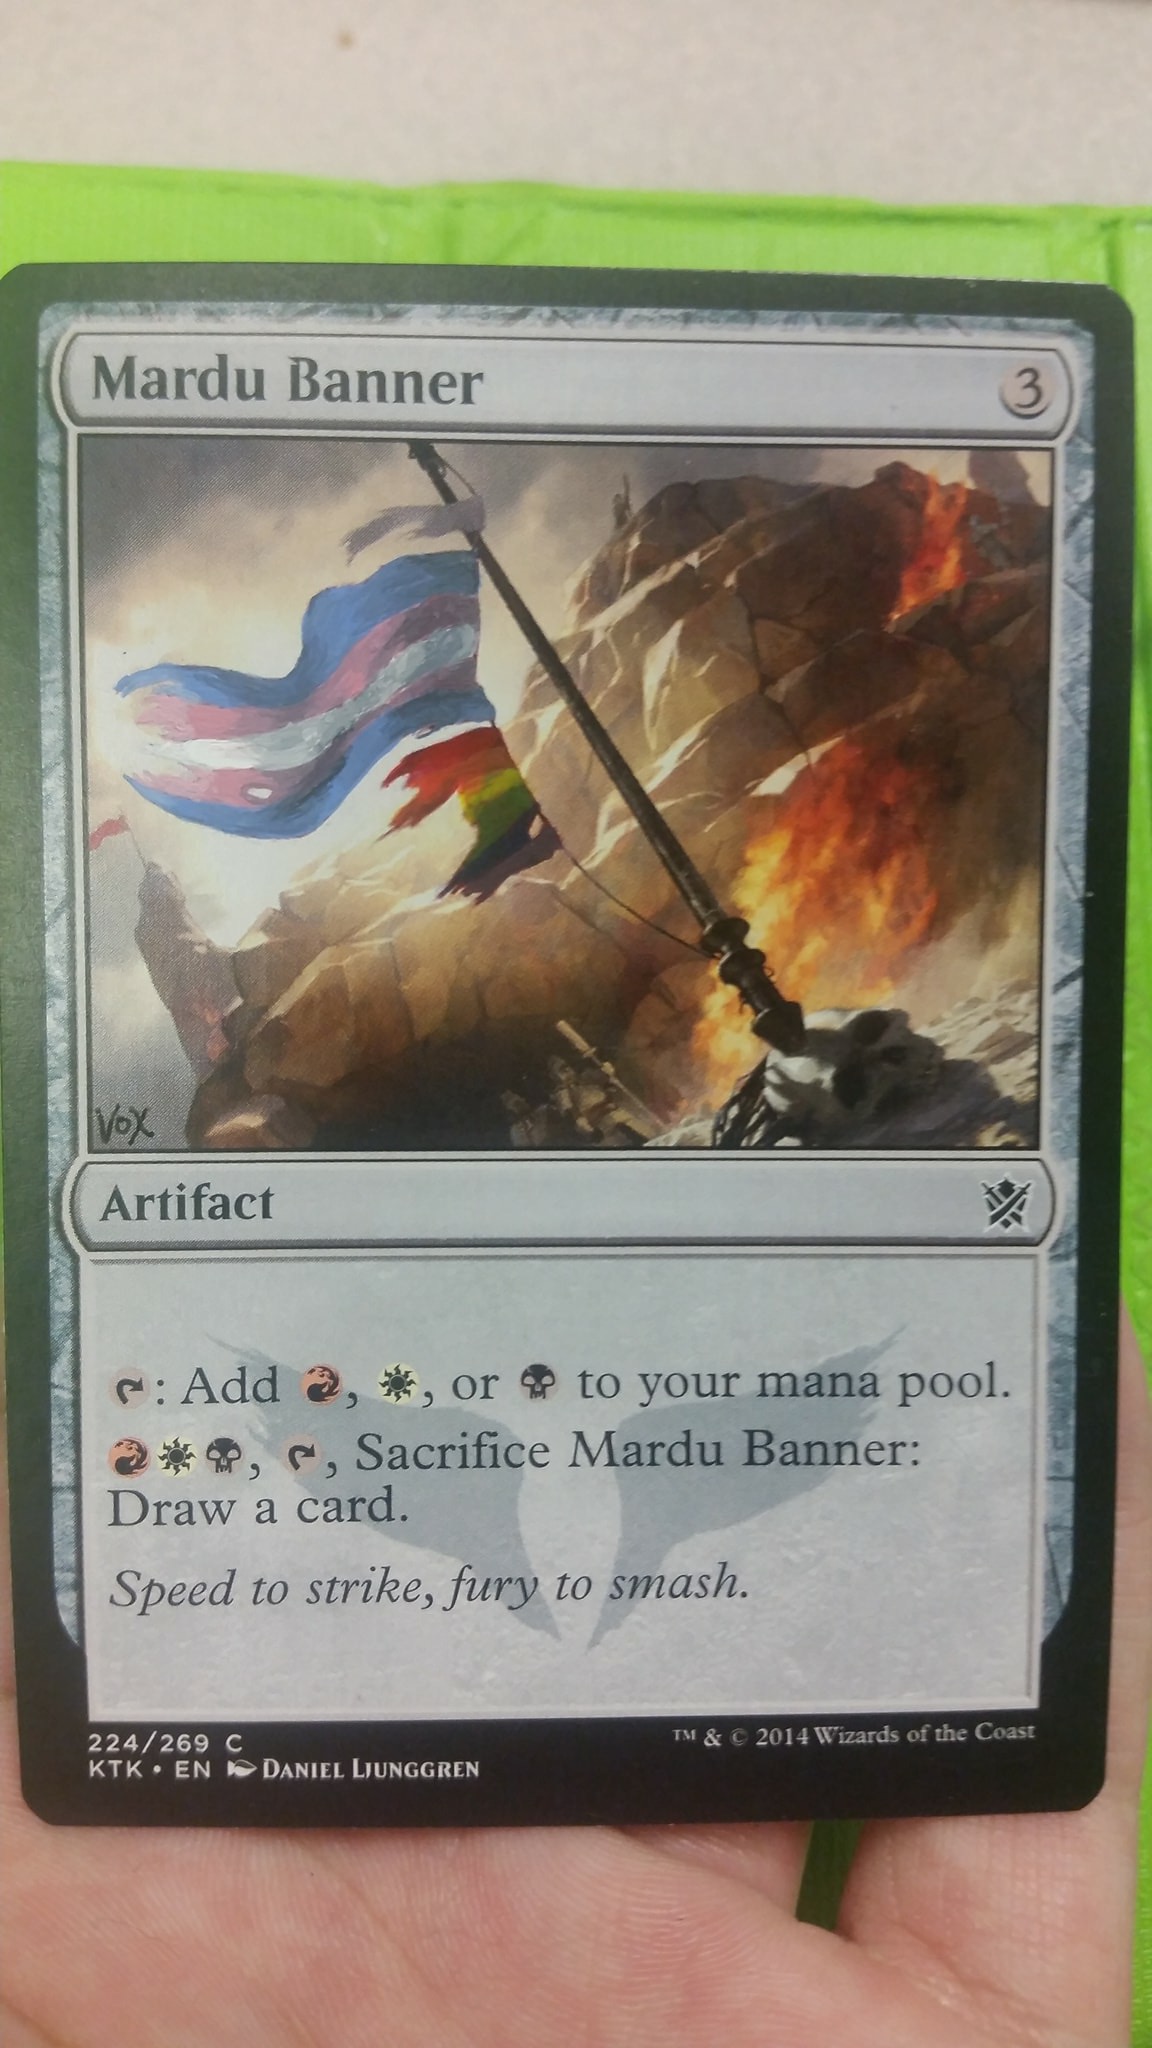 Mardu Banner
3
VOX
Artifact
: Add , , or to your mana pool.
, , Sacrifice Mardu Banner:
Draw a card.
Speed to strike, fury to smash.
224/269 C
™ & © 2014 Wizards of the Coast
KTK • EN DANIEL LJUNGGREN